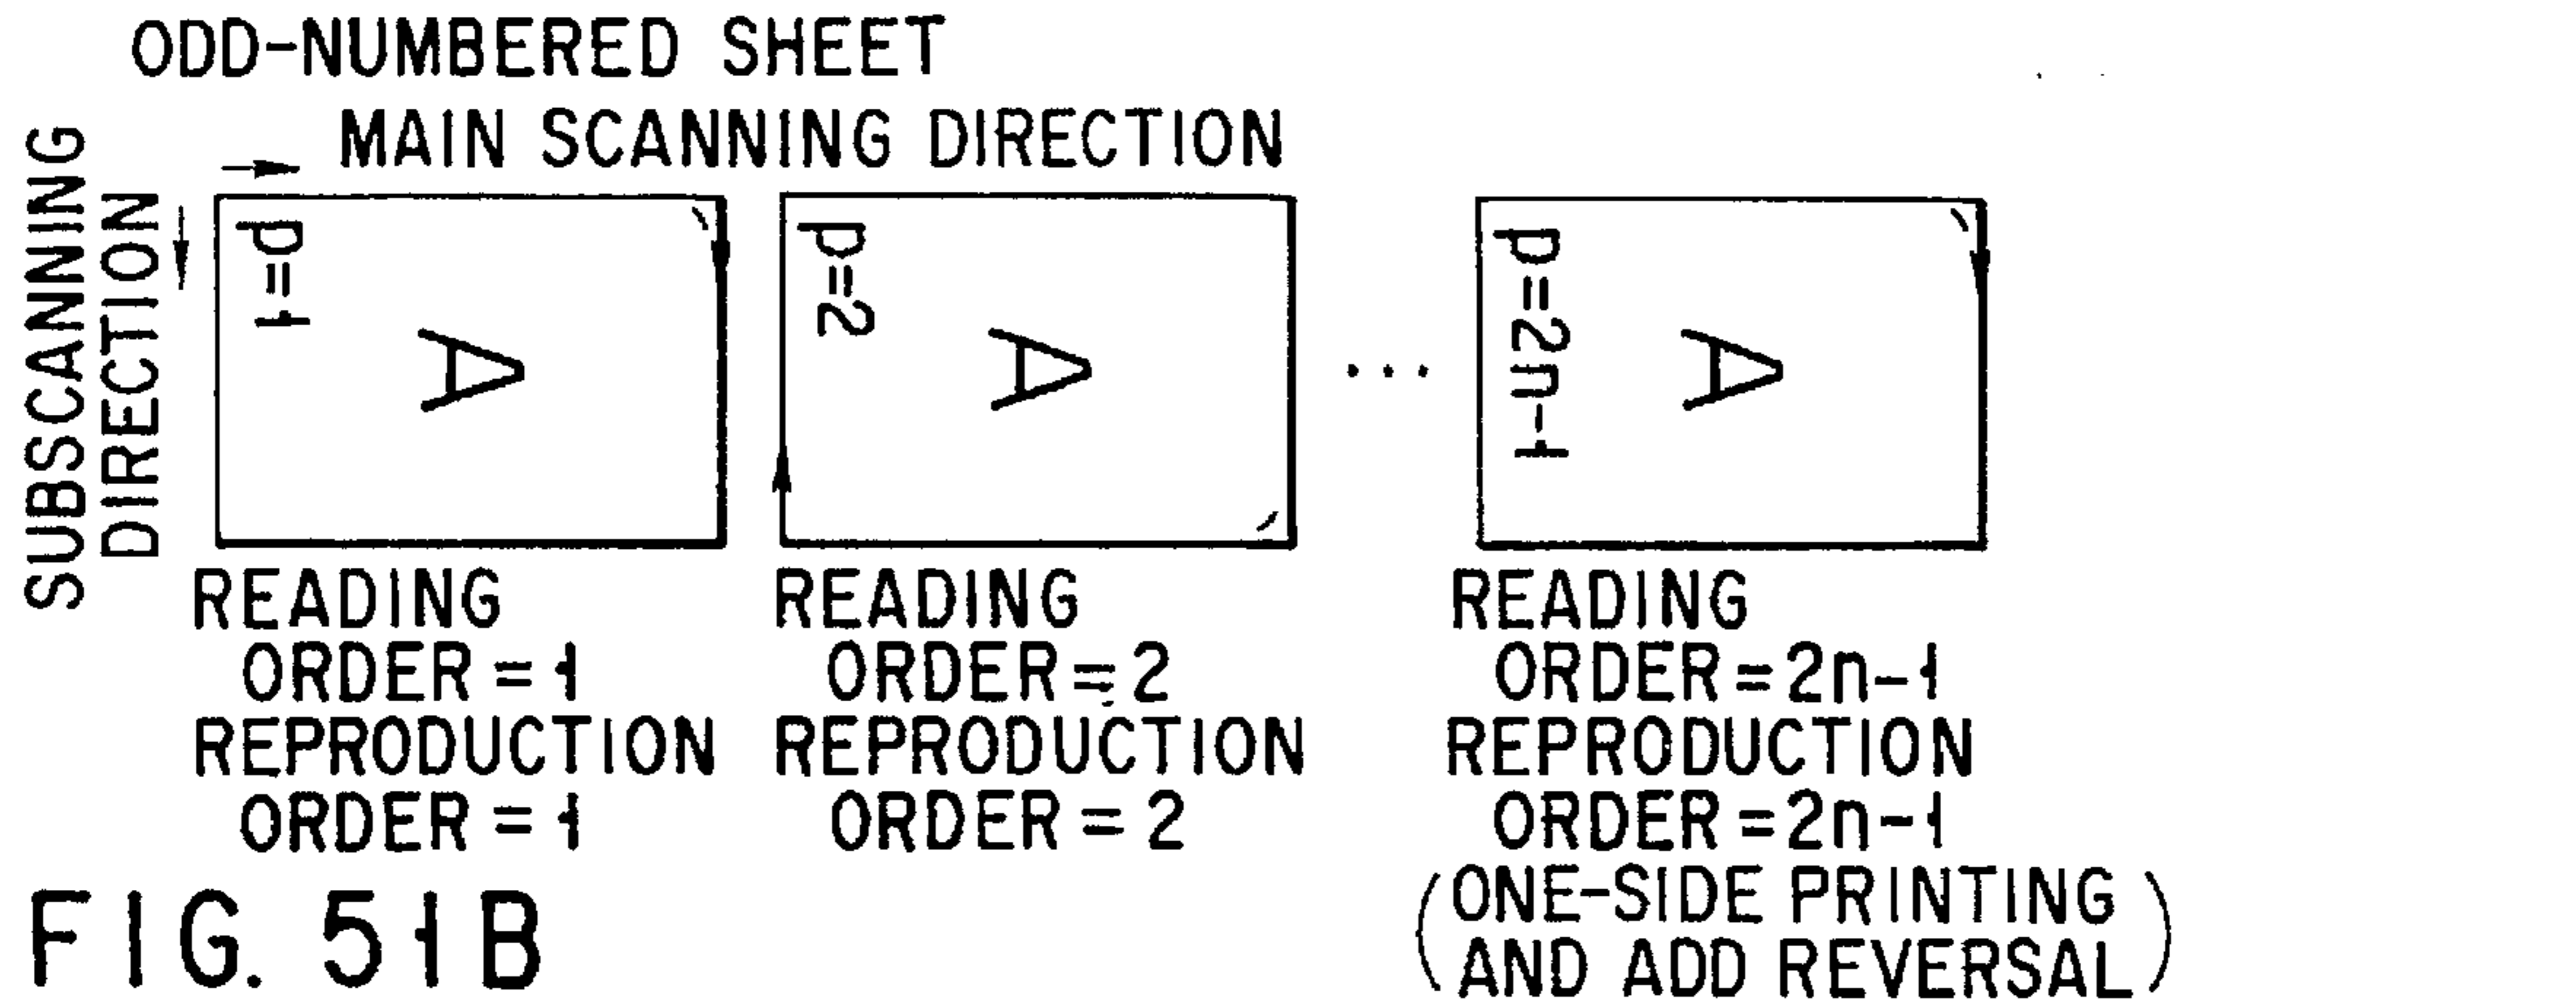 ODD-NUMBERED SHEET
MAIN SCANNING DIRECTION
SUBSCANNING
DIRECTION
p=1
A
p=2
A
...
p=2n-1
A
READING
ORDER = 1
REPRODUCTION
ORDER = 1
READING
ORDER = 2
REPRODUCTION
ORDER = 2
READING
ORDER = 2n-1
REPRODUCTION
ORDER = 2n-1
(ONE-SIDE PRINTING
AND ADD REVERSAL)
FIG. 51B